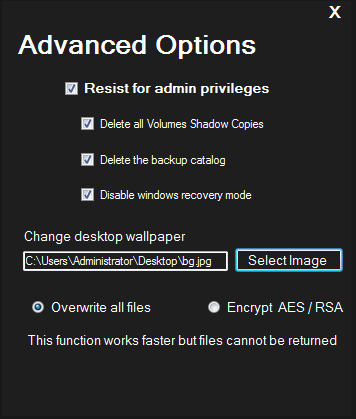 X
Advanced Options
Resist for admin privileges
Delete all Volumes Shadow Copies
Delete the backup catalog
Disable windows recovery mode
Change desktop wallpaper
C:\Users\Administrator\Desktop\bg.jpg Select Image
Overwrite all files Encrypt AES / RSA
This function works faster but files cannot be returned